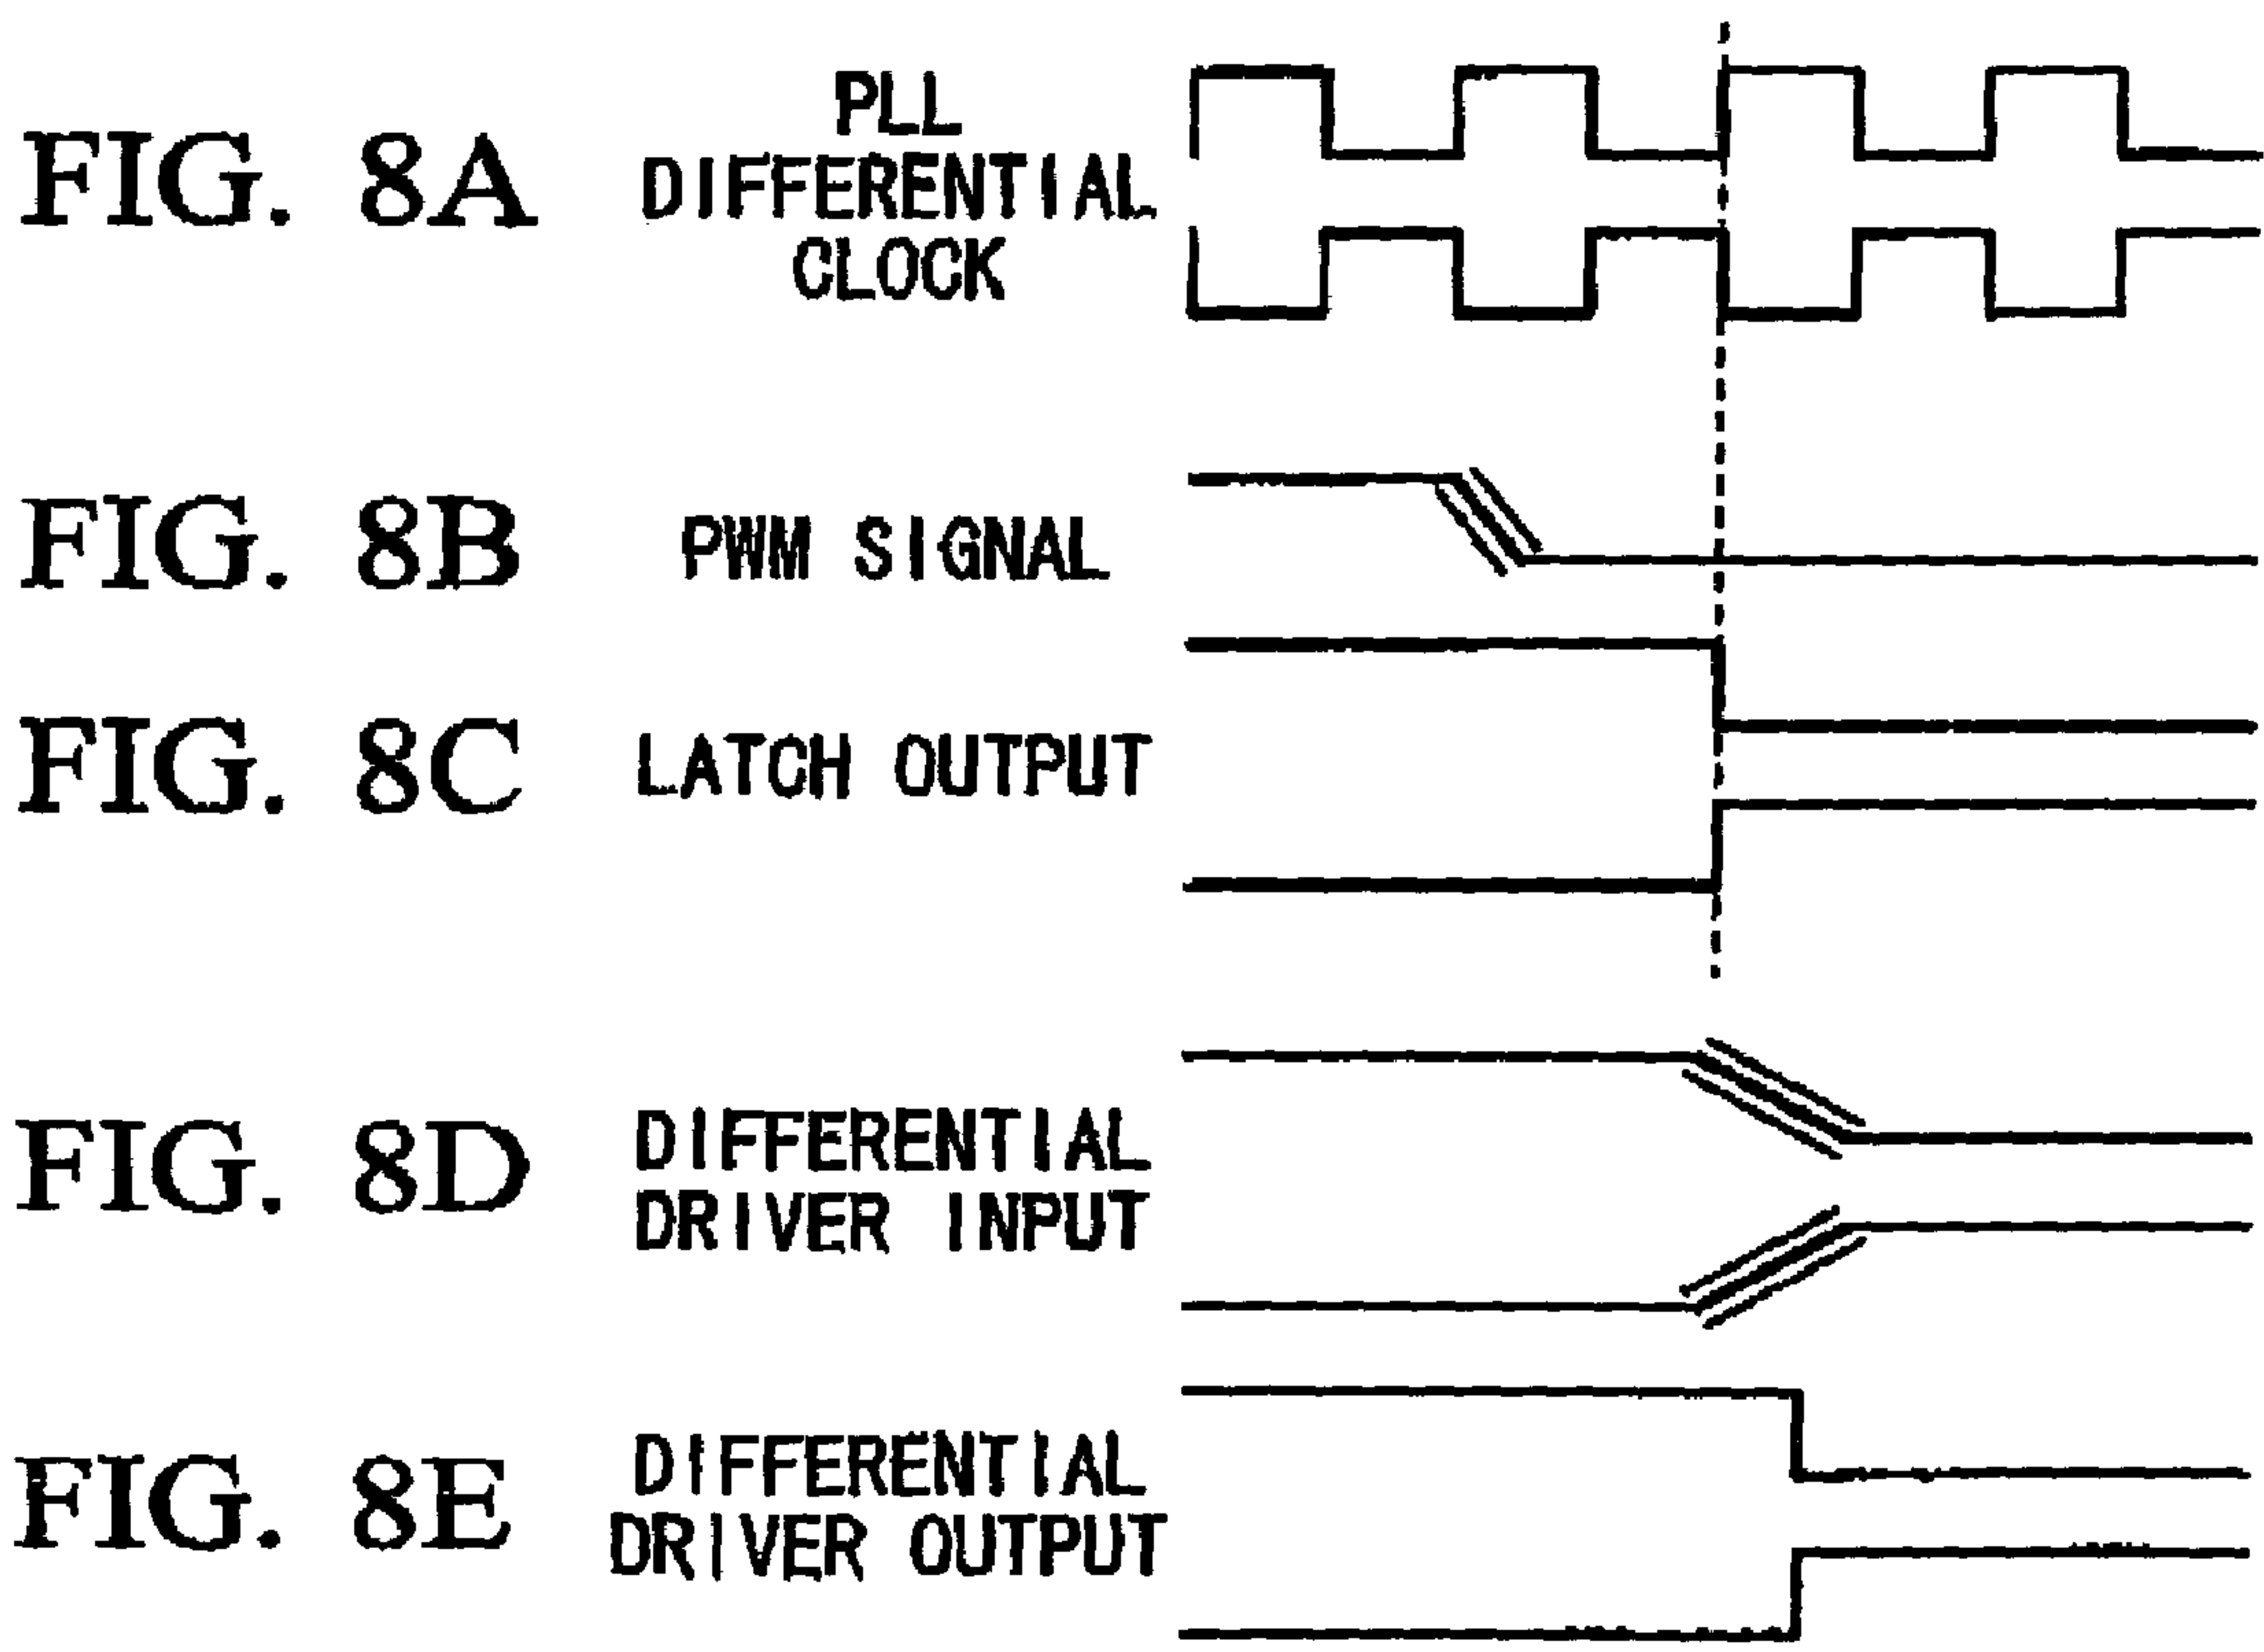 FIG. 8A
PLL
DIFFERENTIAL
CLOCK
FIG. 8B
PWM SIGNAL
FIG. 8C
LATCH OUTPUT
FIG. 8D
DIFFERENTIAL
DRIVER INPUT
FIG. 8E
DIFFERENTIAL
DRIVER OUTPUT